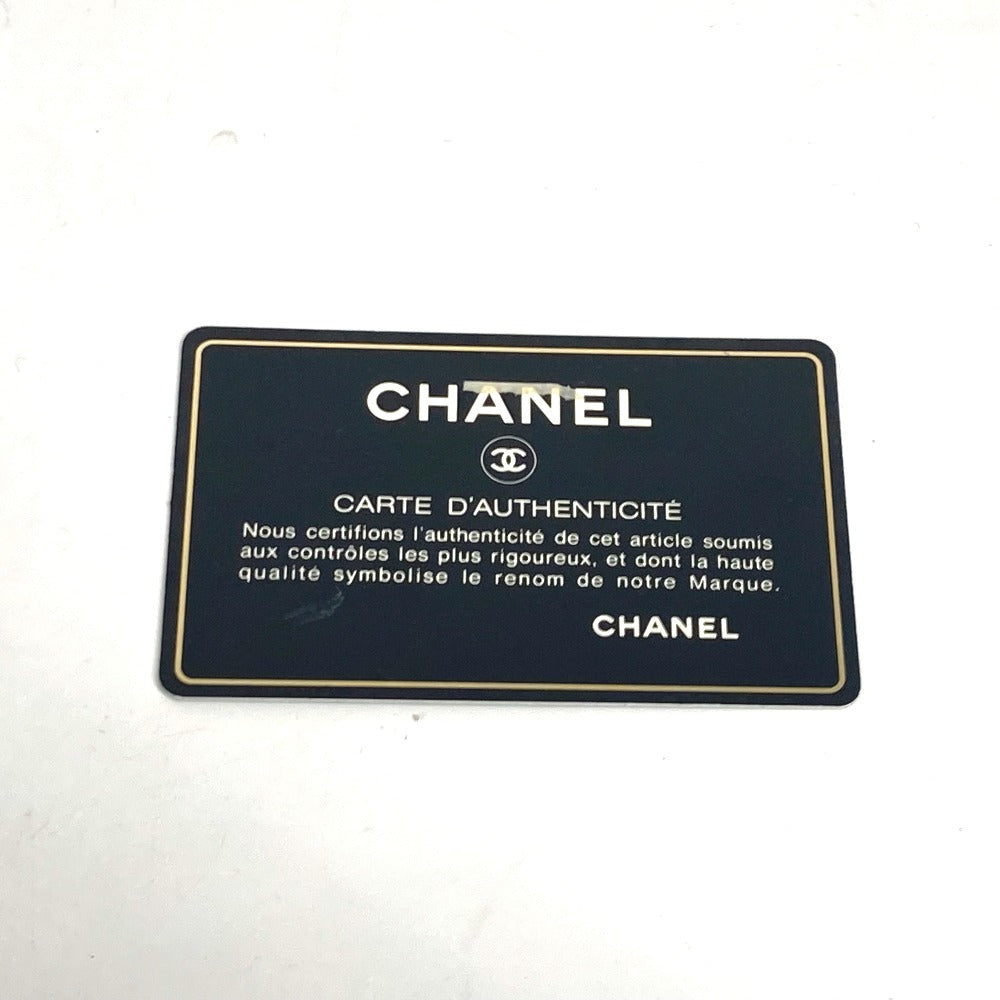 CHANEL
CARTE D'AUTHENTICITÉ
Nous certifions l'authenticité de cet article soumis
aux contrôles les plus rigoureux, et dont la haute
qualité symbolise le renom de notre Marque.
CHANEL